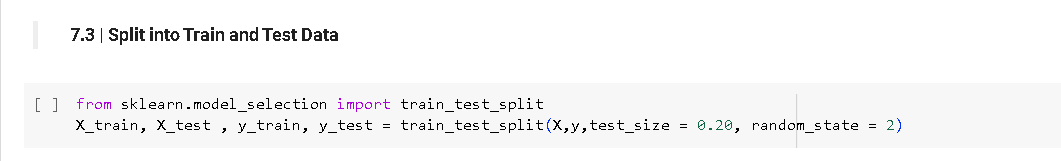 7.3 | Split into Train and Test Data
[ ] from sklearn.model_selection import train_test_split
X_train, X_test , y_train, y_test = train_test_split(X,y,test_size = 0.20, random_state = 2)